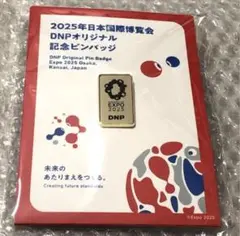 2025年日本国際博覧会
DNPオリジナル
記念ピンバッジ
DNP Original Pin Badge
Expo 2025 Osaka,
Kansai, Japan
EXPO
2025
DNP
未来の
あたりまえをつくる。
Creating future standards
©Expo 2025